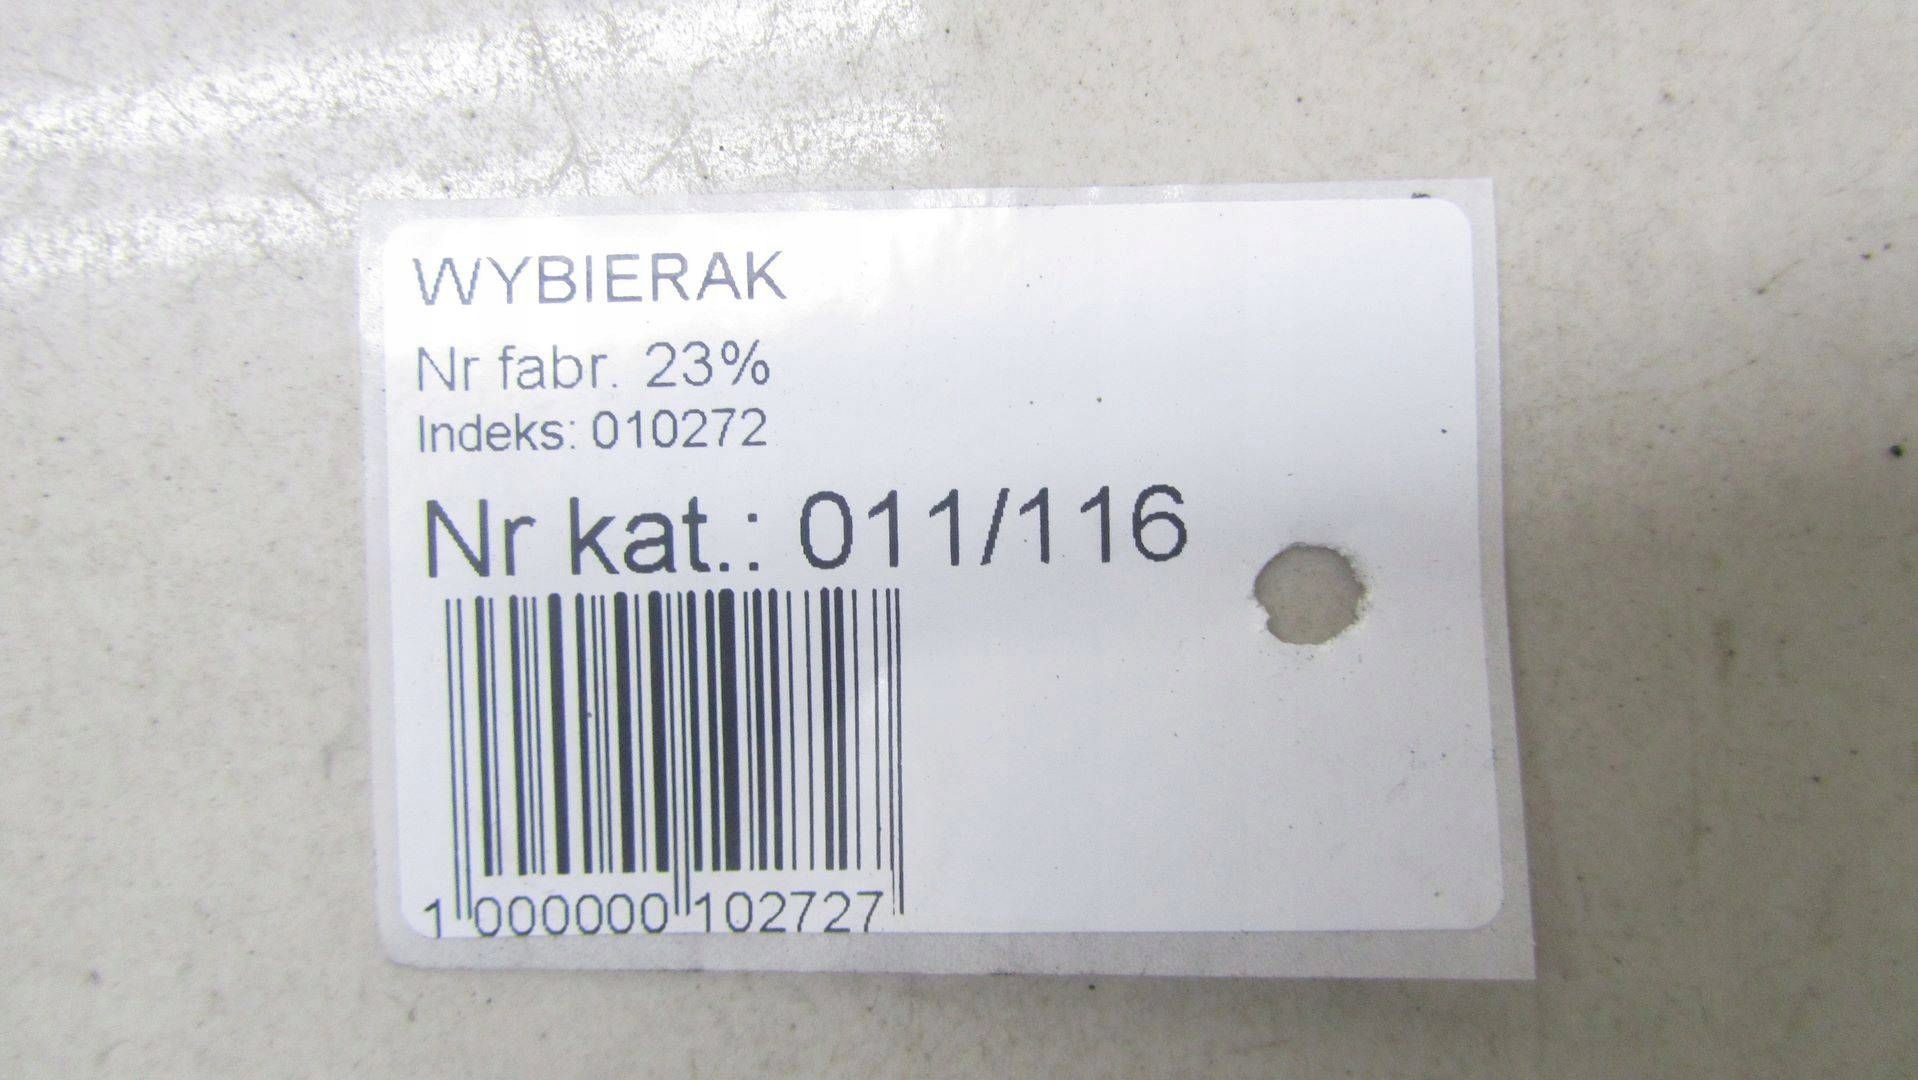 WYBIERAK
Nr fabr. 23%
Indeks: 010272
Nr kat.: 011/116
1 000000 102727